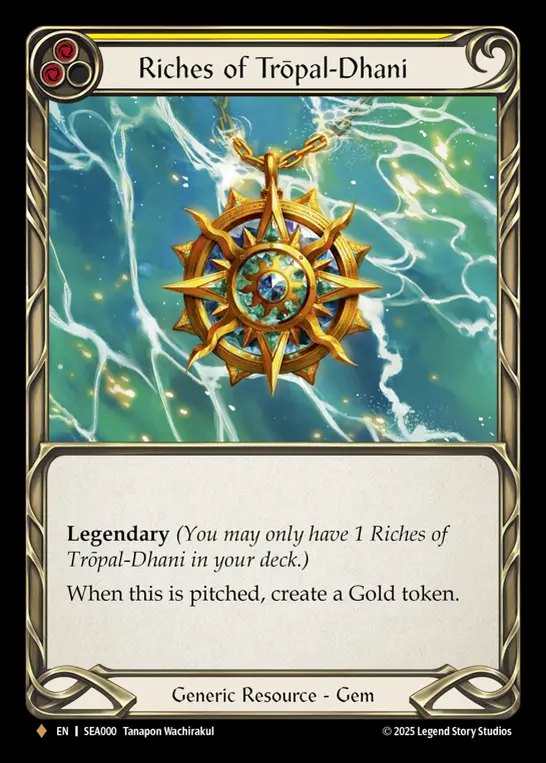 Riches of Trōpal-Dhani
Legendary (You may only have 1 Riches of
Trōpal-Dhani in your deck.)
When this is pitched, create a Gold token.
Generic Resource - Gem
EN | SEA000 Tanapon Wachirakul © 2025 Legend Story Studios